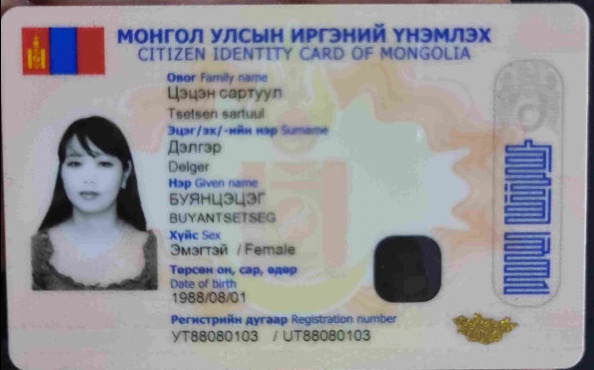 МОНГОЛ УЛСЫН ИРГЭНИЙ ҮНЭМЛЭХ
CITIZEN IDENTITY CARD OF MONGOLIA
Овог Family name
Цэцэн сартуул
Tsetsen sartuul
Эцэг/эх/-ийн нэр Surname
Дэлгэр
Delger
Нэр Given name
БУЯНЦЭЦЭГ
BUYANTSETSEG
Хүйс Sex
Эмэгтэй / Female
Төрсөн он, сар, өдөр
Date of birth
1988/08/01
Регистрийн дугаар Registration number
УТ88080103 / UT88080103